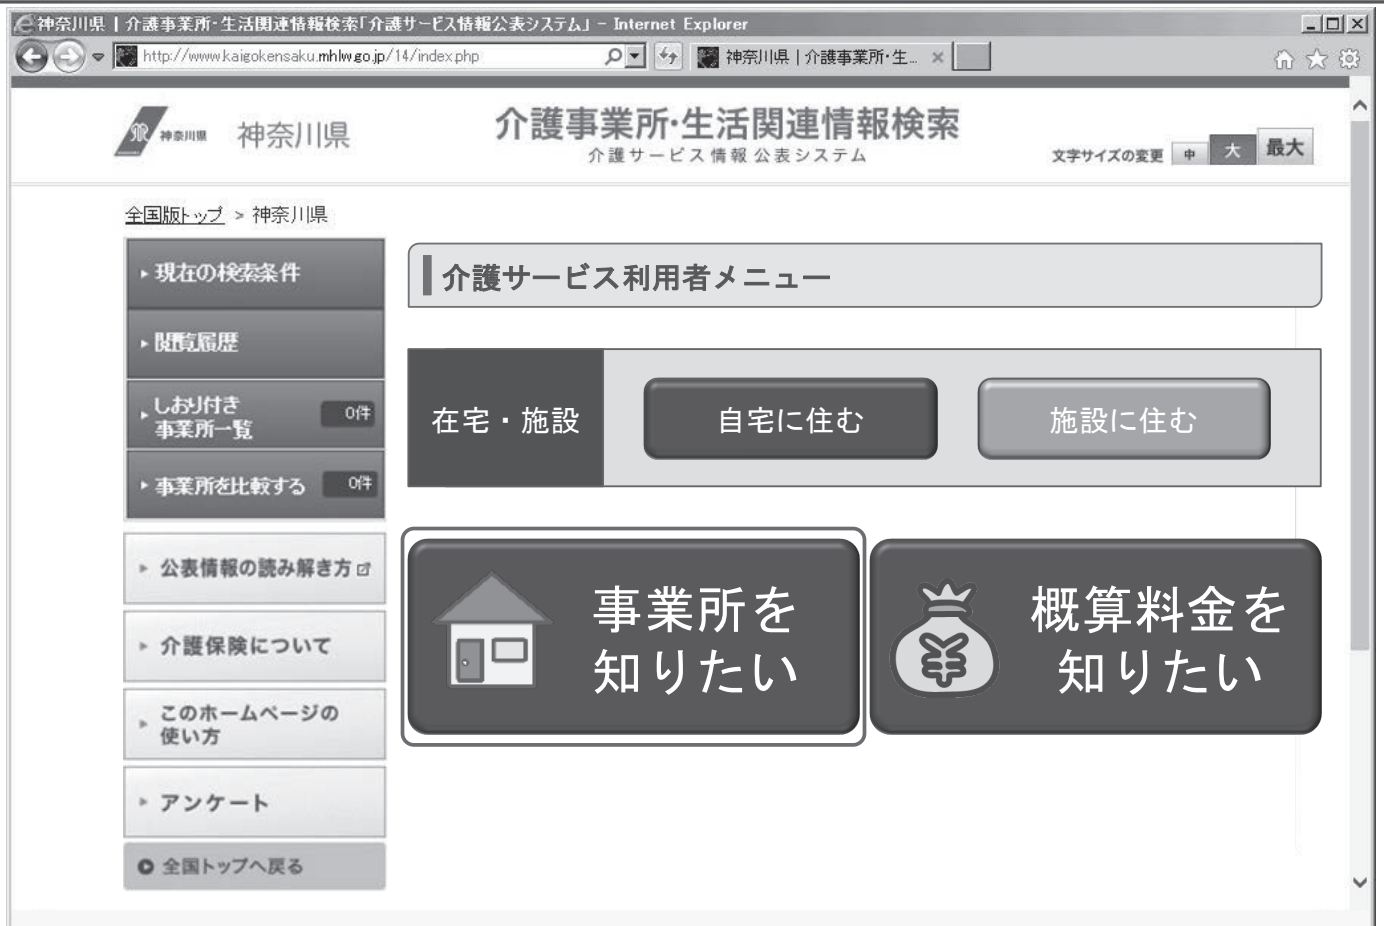 神奈川県 | 介護事業所・生活関連情報検索「介護サービス情報公表システム」 - Internet Explorer
http://www.kaigokensaku.mhlw.go.jp/14/index.php
神奈川県 | 介護事業所・生...
神奈川県
神奈川県
介護事業所・生活関連情報検索
介護サービス情報公表システム
文字サイズの変更 中 大 最大
全国版トップ > 神奈川県
現在の検索条件
閲覧履歴
しおり付き
事業所一覧
0件
事業所を比較する 0件
公表情報の読み解き方
介護保険について
このホームページの
使い方
アンケート
全国トップへ戻る
介護サービス利用者メニュー
在宅・施設 自宅に住む 施設に住む
事業所を
知りたい
概算料金を
知りたい